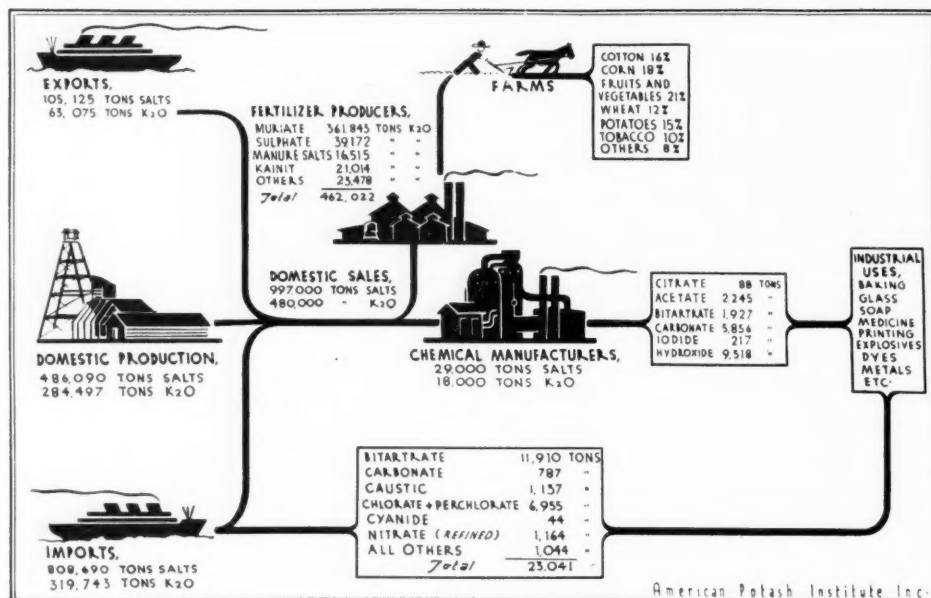 EXPORTS,
105,125 TONS SALTS
63,075 TONS K2O
FERTILIZER PRODUCERS,
MURIATE 361,843 TONS K2O
SULPHATE 39,172 " "
MANURE SALTS 16,515 " "
KAINIT 21,014 " "
OTHERS 23,478 " "
Total 462,022
FARMS
COTTON 16%
CORN 18%
FRUITS AND
VEGETABLES 21%
WHEAT 12%
POTATOES 15%
TOBACCO 10%
OTHERS 8%
DOMESTIC PRODUCTION,
486,090 TONS SALTS
284,497 TONS K2O
DOMESTIC SALES,
997,000 TONS SALTS
480,000 " K2O
CHEMICAL MANUFACTURERS,
29,000 TONS SALTS
18,000 TONS K2O
CITRATE 88 TONS
ACETATE 2,245 "
BITARTRATE 1,927 "
CARBONATE 5,856 "
IODIDE 217 "
HYDROXIDE 9,518 "
INDUSTRIAL
USES,
BAKING
GLASS
SOAP
MEDICINE
PRINTING
EXPLOSIVES
DYES
METALS
ETC.
IMPORTS,
808,690 TONS SALTS
319,743 TONS K2O
BITARTRATE 11,910 TONS
CARBONATE 787 "
CAUSTIC 1,137 "
CHLORATE + PERCHLORATE 6,955 "
CYANIDE 44 "
NITRATE (REFINED) 1,164 "
ALL OTHERS 1,044 "
Total 23,041 "
American Potash Institute, Inc.